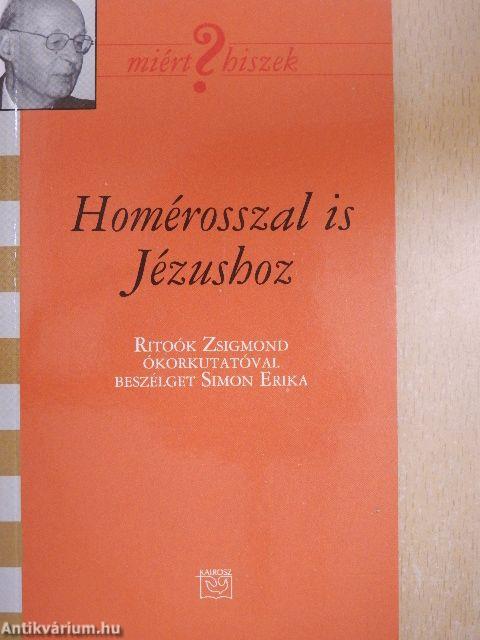 miért ? hiszek
Homérosszal is
Jézushoz
RITOÓK ZSIGMOND
ÓKORKUTATÓVAL
BESZÉLGET SIMON ERIKA
KAIROSZ
Antikvárium.hu